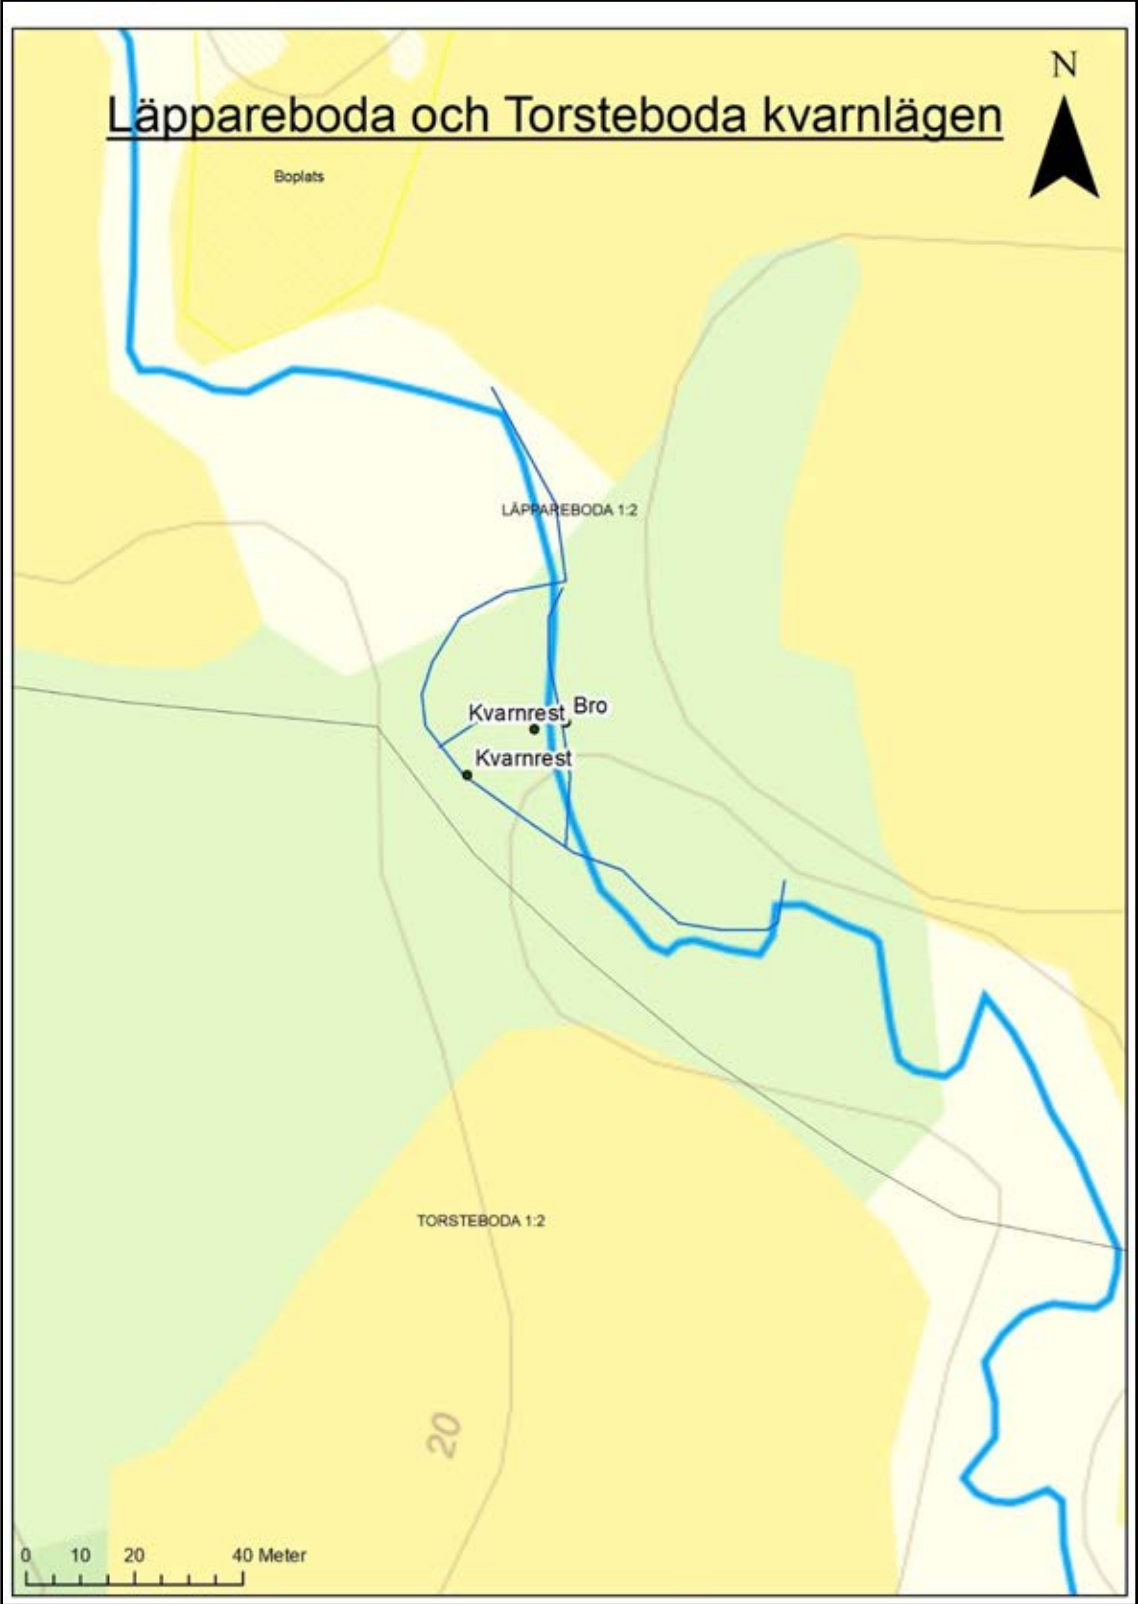 N
Läppareboda och Torsteboda kvarnlägen
Boplats
LÄPPAREBODA 1:2
Bro
Kvarnrest
Kvarnrest
TORSTEBODA 1:2
20
0 10 20 40 Meter